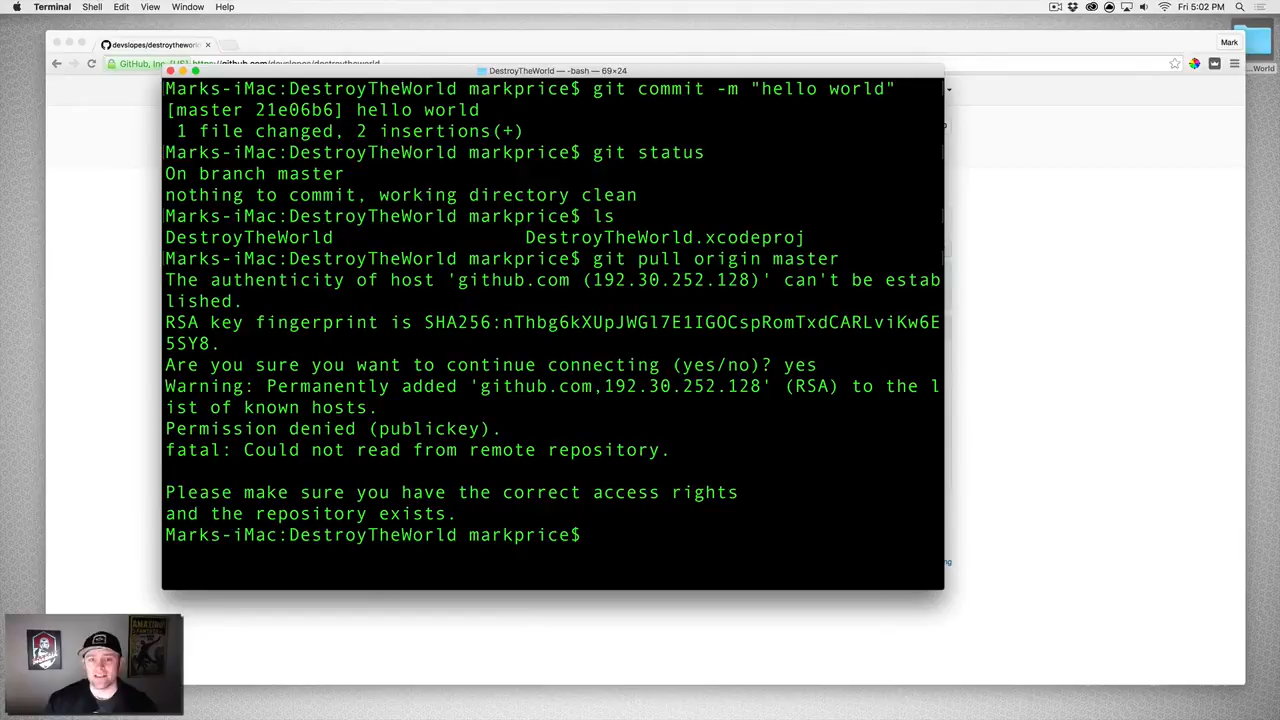 Terminal Shell Edit View Window Help Fri 5:02 PM
devslopes/destroytheworld
Mark
GitHub, Inc. [US] https://github.com/devslopes/destroytheworld
...World
DestroyTheWorld — -bash — 69×24
Marks-iMac:DestroyTheWorld markprice$ git commit -m "hello world"
[master 21e06b6] hello world
1 file changed, 2 insertions(+)
Marks-iMac:DestroyTheWorld markprice$ git status
On branch master
nothing to commit, working directory clean
Marks-iMac:DestroyTheWorld markprice$ ls
DestroyTheWorld DestroyTheWorld.xcodeproj
Marks-iMac:DestroyTheWorld markprice$ git pull origin master
The authenticity of host 'github.com (192.30.252.128)' can't be estab
lished.
RSA key fingerprint is SHA256:nThbg6kXUpJWGl7E1IGOCspRomTxdCARLviKw6E
5SY8.
Are you sure you want to continue connecting (yes/no)? yes
Warning: Permanently added 'github.com,192.30.252.128' (RSA) to the l
ist of known hosts.
Permission denied (publickey).
fatal: Could not read from remote repository.
Please make sure you have the correct access rights
and the repository exists.
Marks-iMac:DestroyTheWorld markprice$
AMAZING